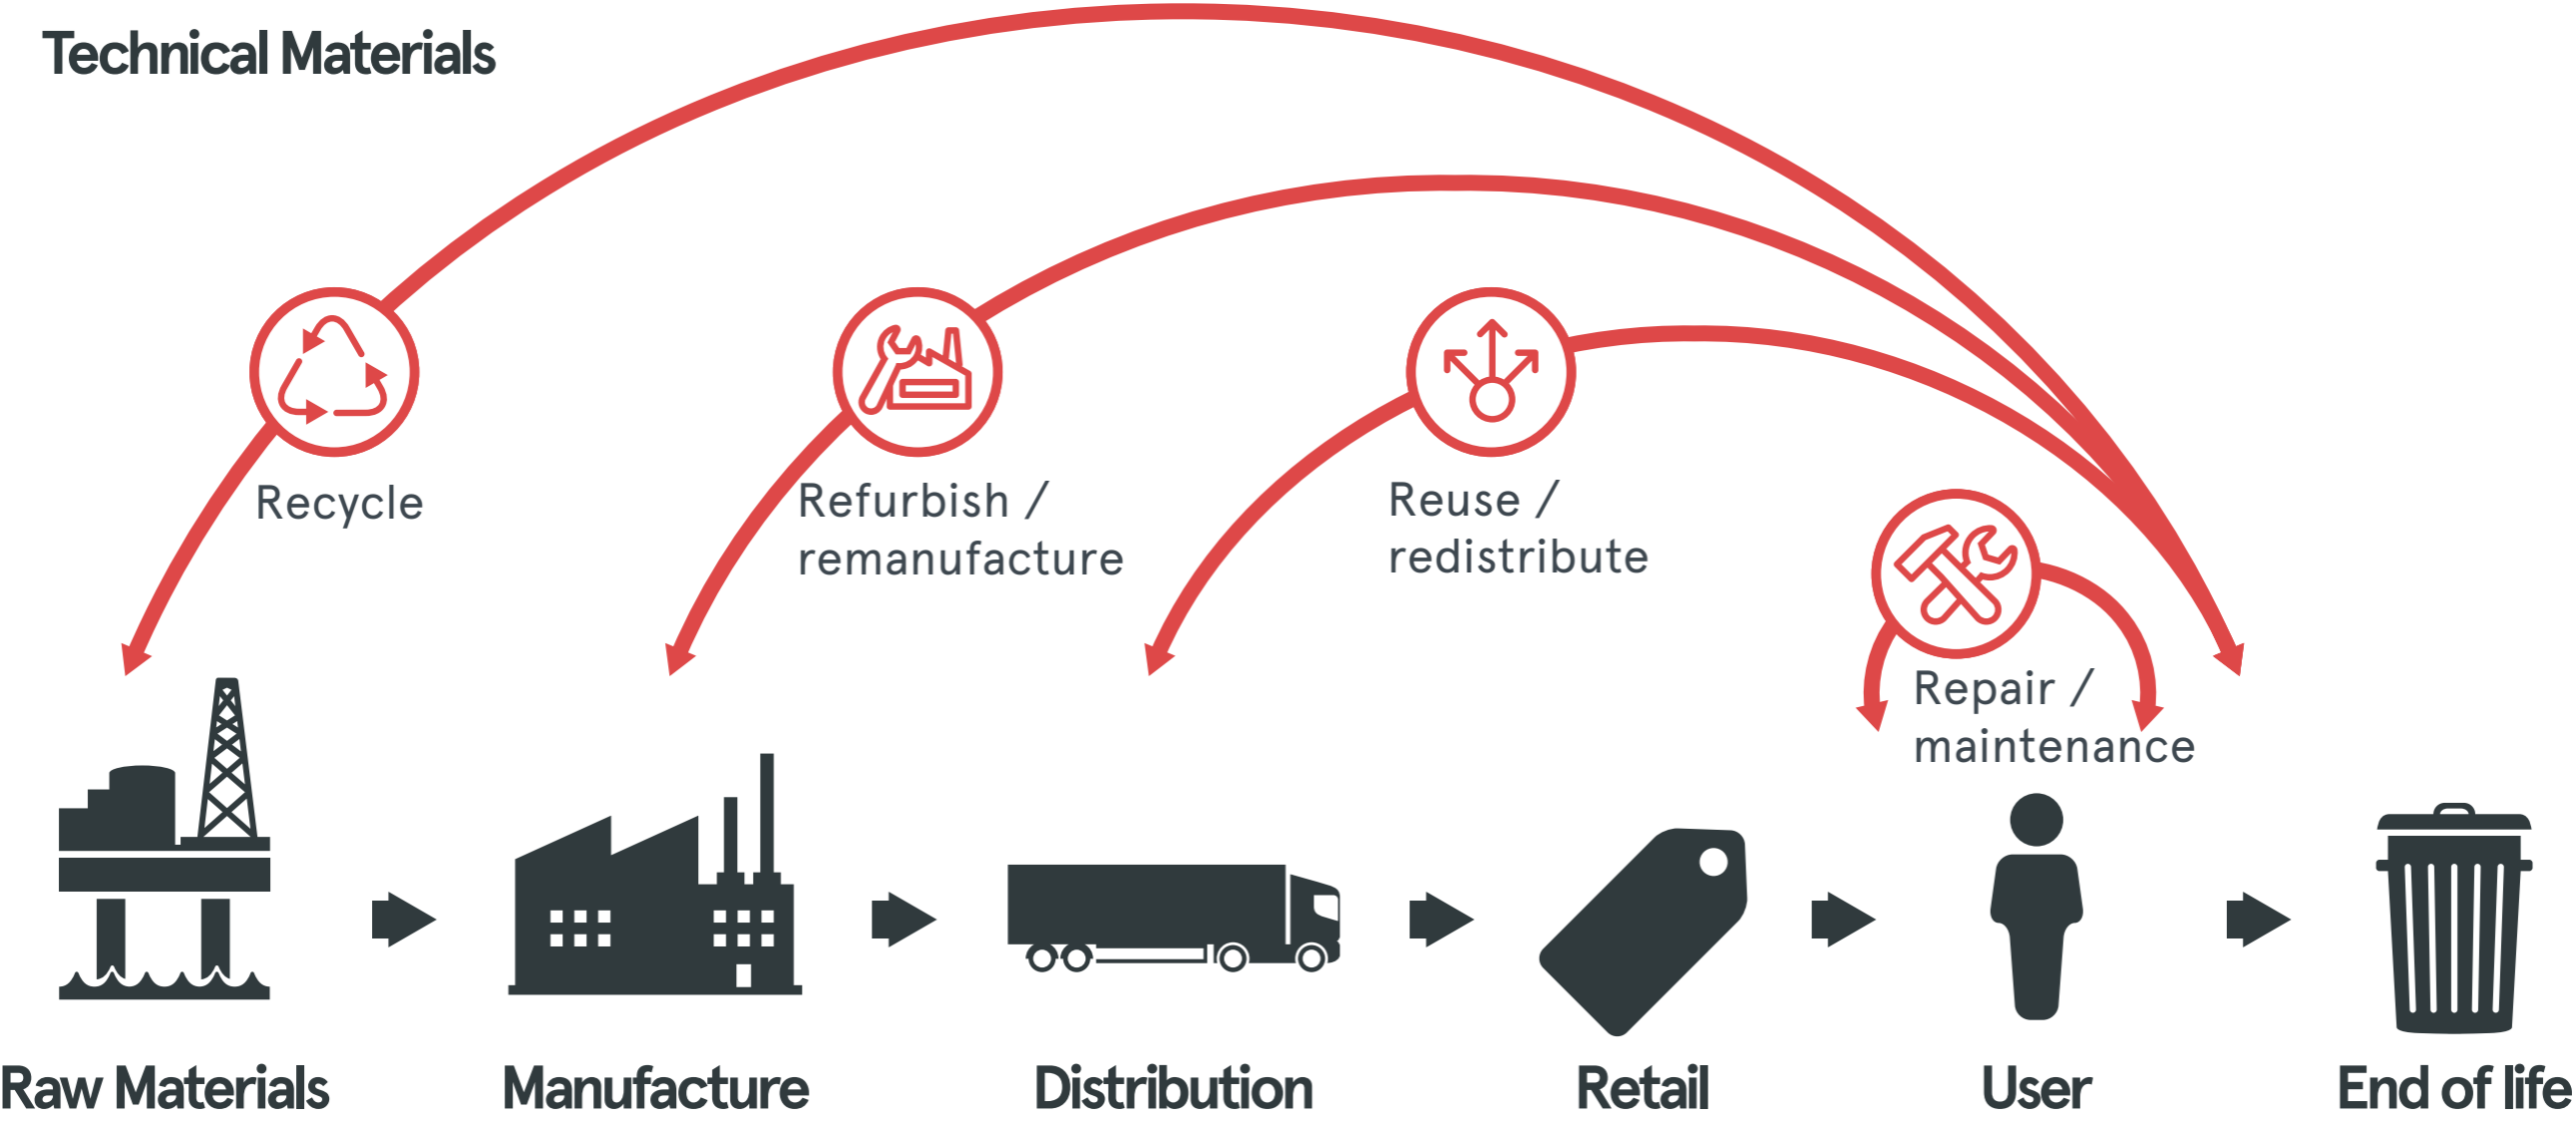 Technical Materials
Recycle
Refurbish /
remanufacture
Reuse /
redistribute
Repair /
maintenance
Raw Materials
Manufacture
Distribution
Retail
User
End of life